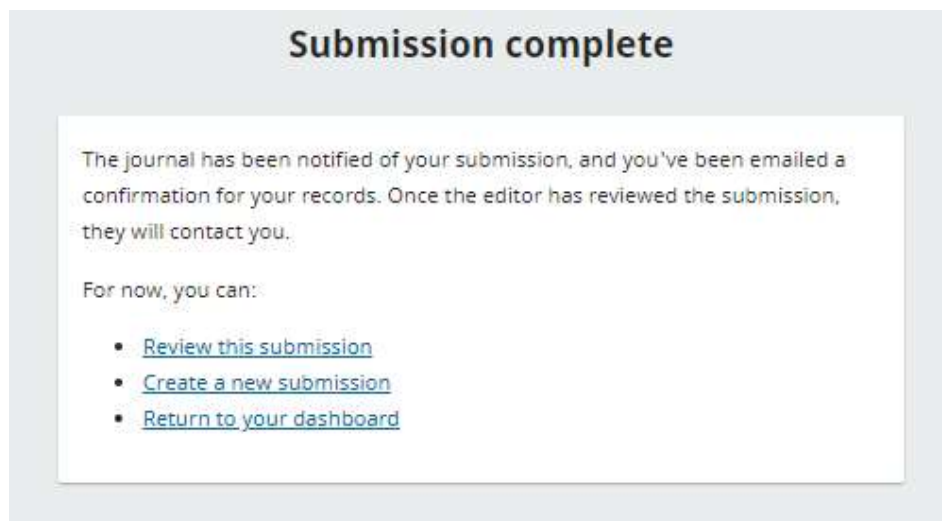 Submission complete
The journal has been notified of your submission, and you've been emailed a
confirmation for your records. Once the editor has reviewed the submission,
they will contact you.
For now, you can:
• Review this submission
• Create a new submission
• Return to your dashboard